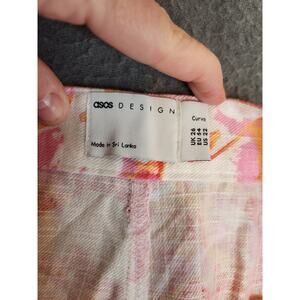 asos DESIGN
Made in Sri Lanka
Curve
UK 26
EU 54
US 22